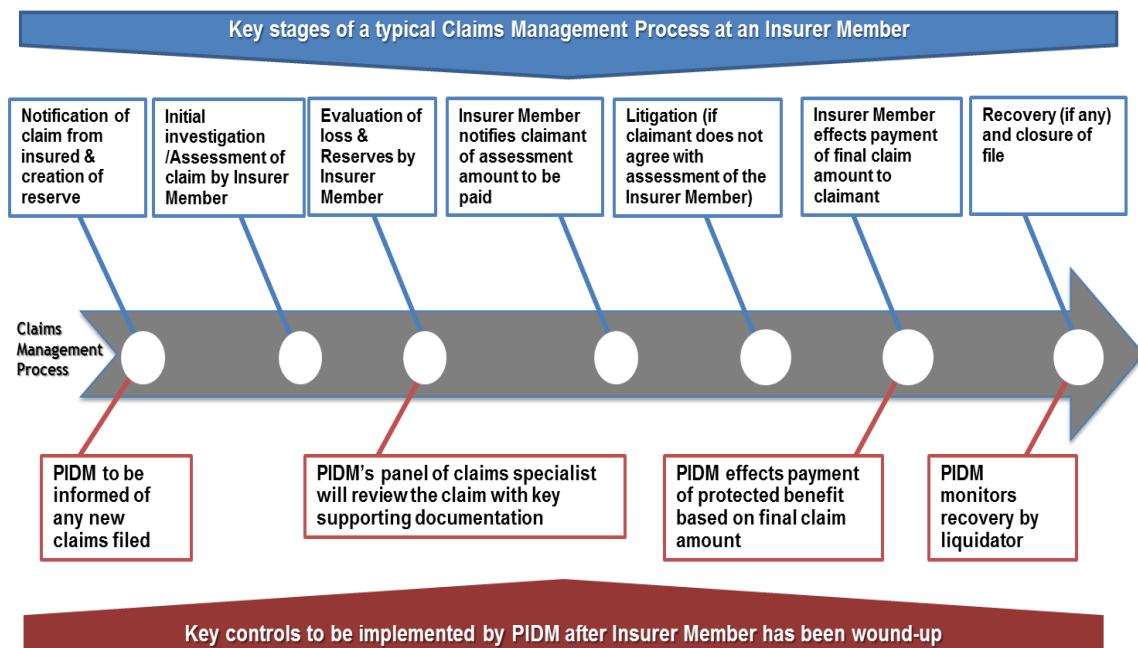 Key stages of a typical Claims Management Process at an Insurer Member
Notification of
claim from
insured &
creation of
reserve
Initial
investigation
/Assessment of
claim by Insurer
Member
Evaluation of
loss &
Reserves by
Insurer
Member
Insurer Member
notifies claimant
of assessment
amount to be
paid
Litigation (if
claimant does not
agree with
assessment of the
Insurer Member)
Insurer Member
effects payment
of final claim
amount to
claimant
Recovery (if any)
and closure of
file
Claims
Management
Process
PIDM to be
informed of
any new
claims filed
PIDM's panel of claims specialist
will review the claim with key
supporting documentation
PIDM effects payment
of protected benefit
based on final claim
amount
PIDM
monitors
recovery by
liquidator
Key controls to be implemented by PIDM after Insurer Member has been wound-up